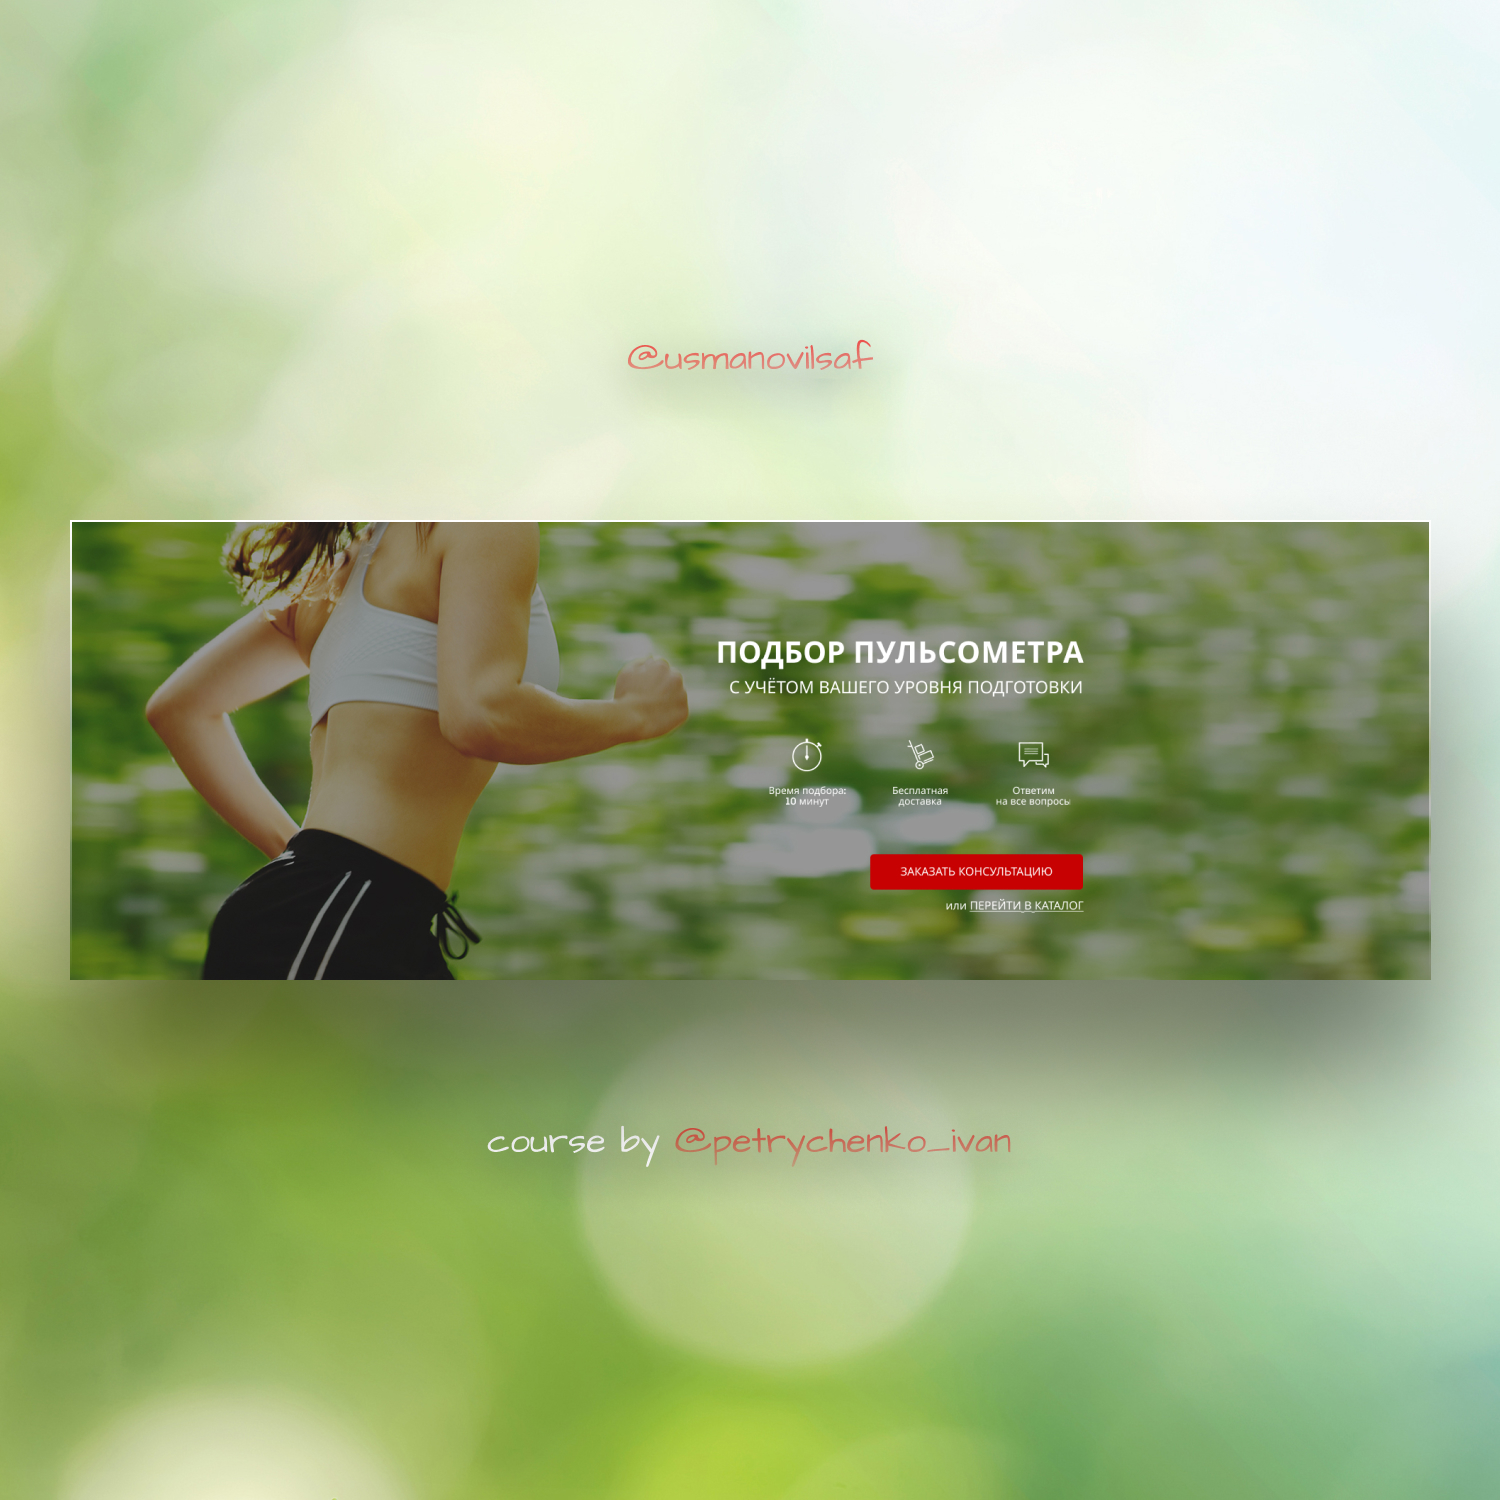 @usmanovilsaf
ПОДБОР ПУЛЬСОМЕТРА
С УЧЁТОМ ВАШЕГО УРОВНЯ ПОДГОТОВКИ
Время подбора:
10 минут
Бесплатная
доставка
Ответим
на все вопросы
ЗАКАЗАТЬ КОНСУЛЬТАЦИЮ
или ПЕРЕЙТИ В КАТАЛОГ
course by @petrychenko_ivan